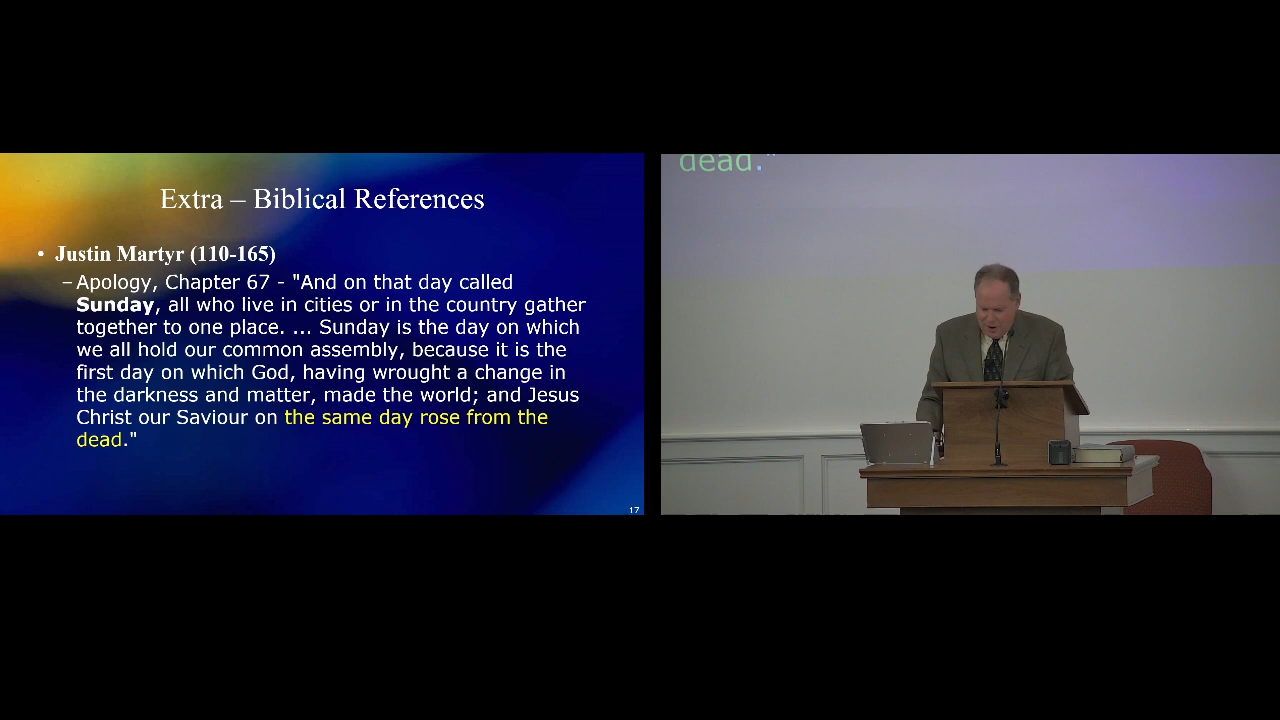 Extra – Biblical References
• Justin Martyr (110-165)
–Apology, Chapter 67 - "And on that day called
Sunday, all who live in cities or in the country gather
together to one place. ... Sunday is the day on which
we all hold our common assembly, because it is the
first day on which God, having wrought a change in
the darkness and matter, made the world; and Jesus
Christ our Saviour on the same day rose from the
dead."
17
dead."